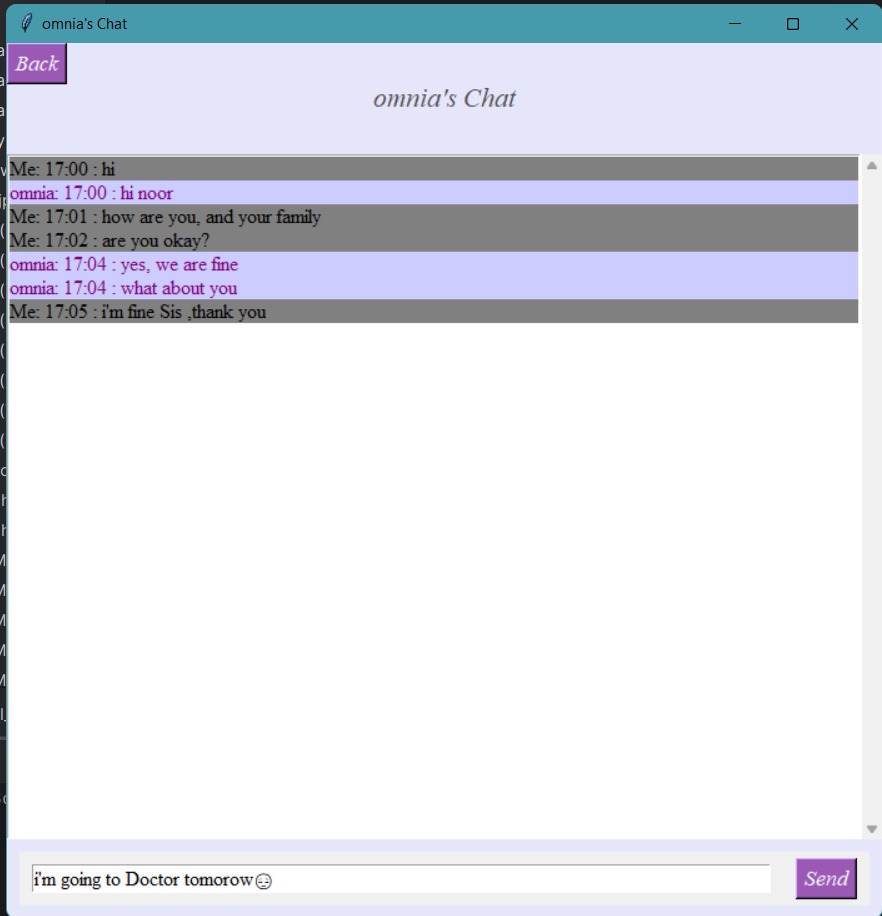 omnia's Chat
Back
omnia's Chat
Me: 17:00 : hi
omnia: 17:00 : hi noor
Me: 17:01 : how are you, and your family
Me: 17:02 : are you okay?
omnia: 17:04 : yes, we are fine
omnia: 17:04 : what about you
Me: 17:05 : i'm fine Sis ,thank you
i'm going to Doctor tomorow😑
Send